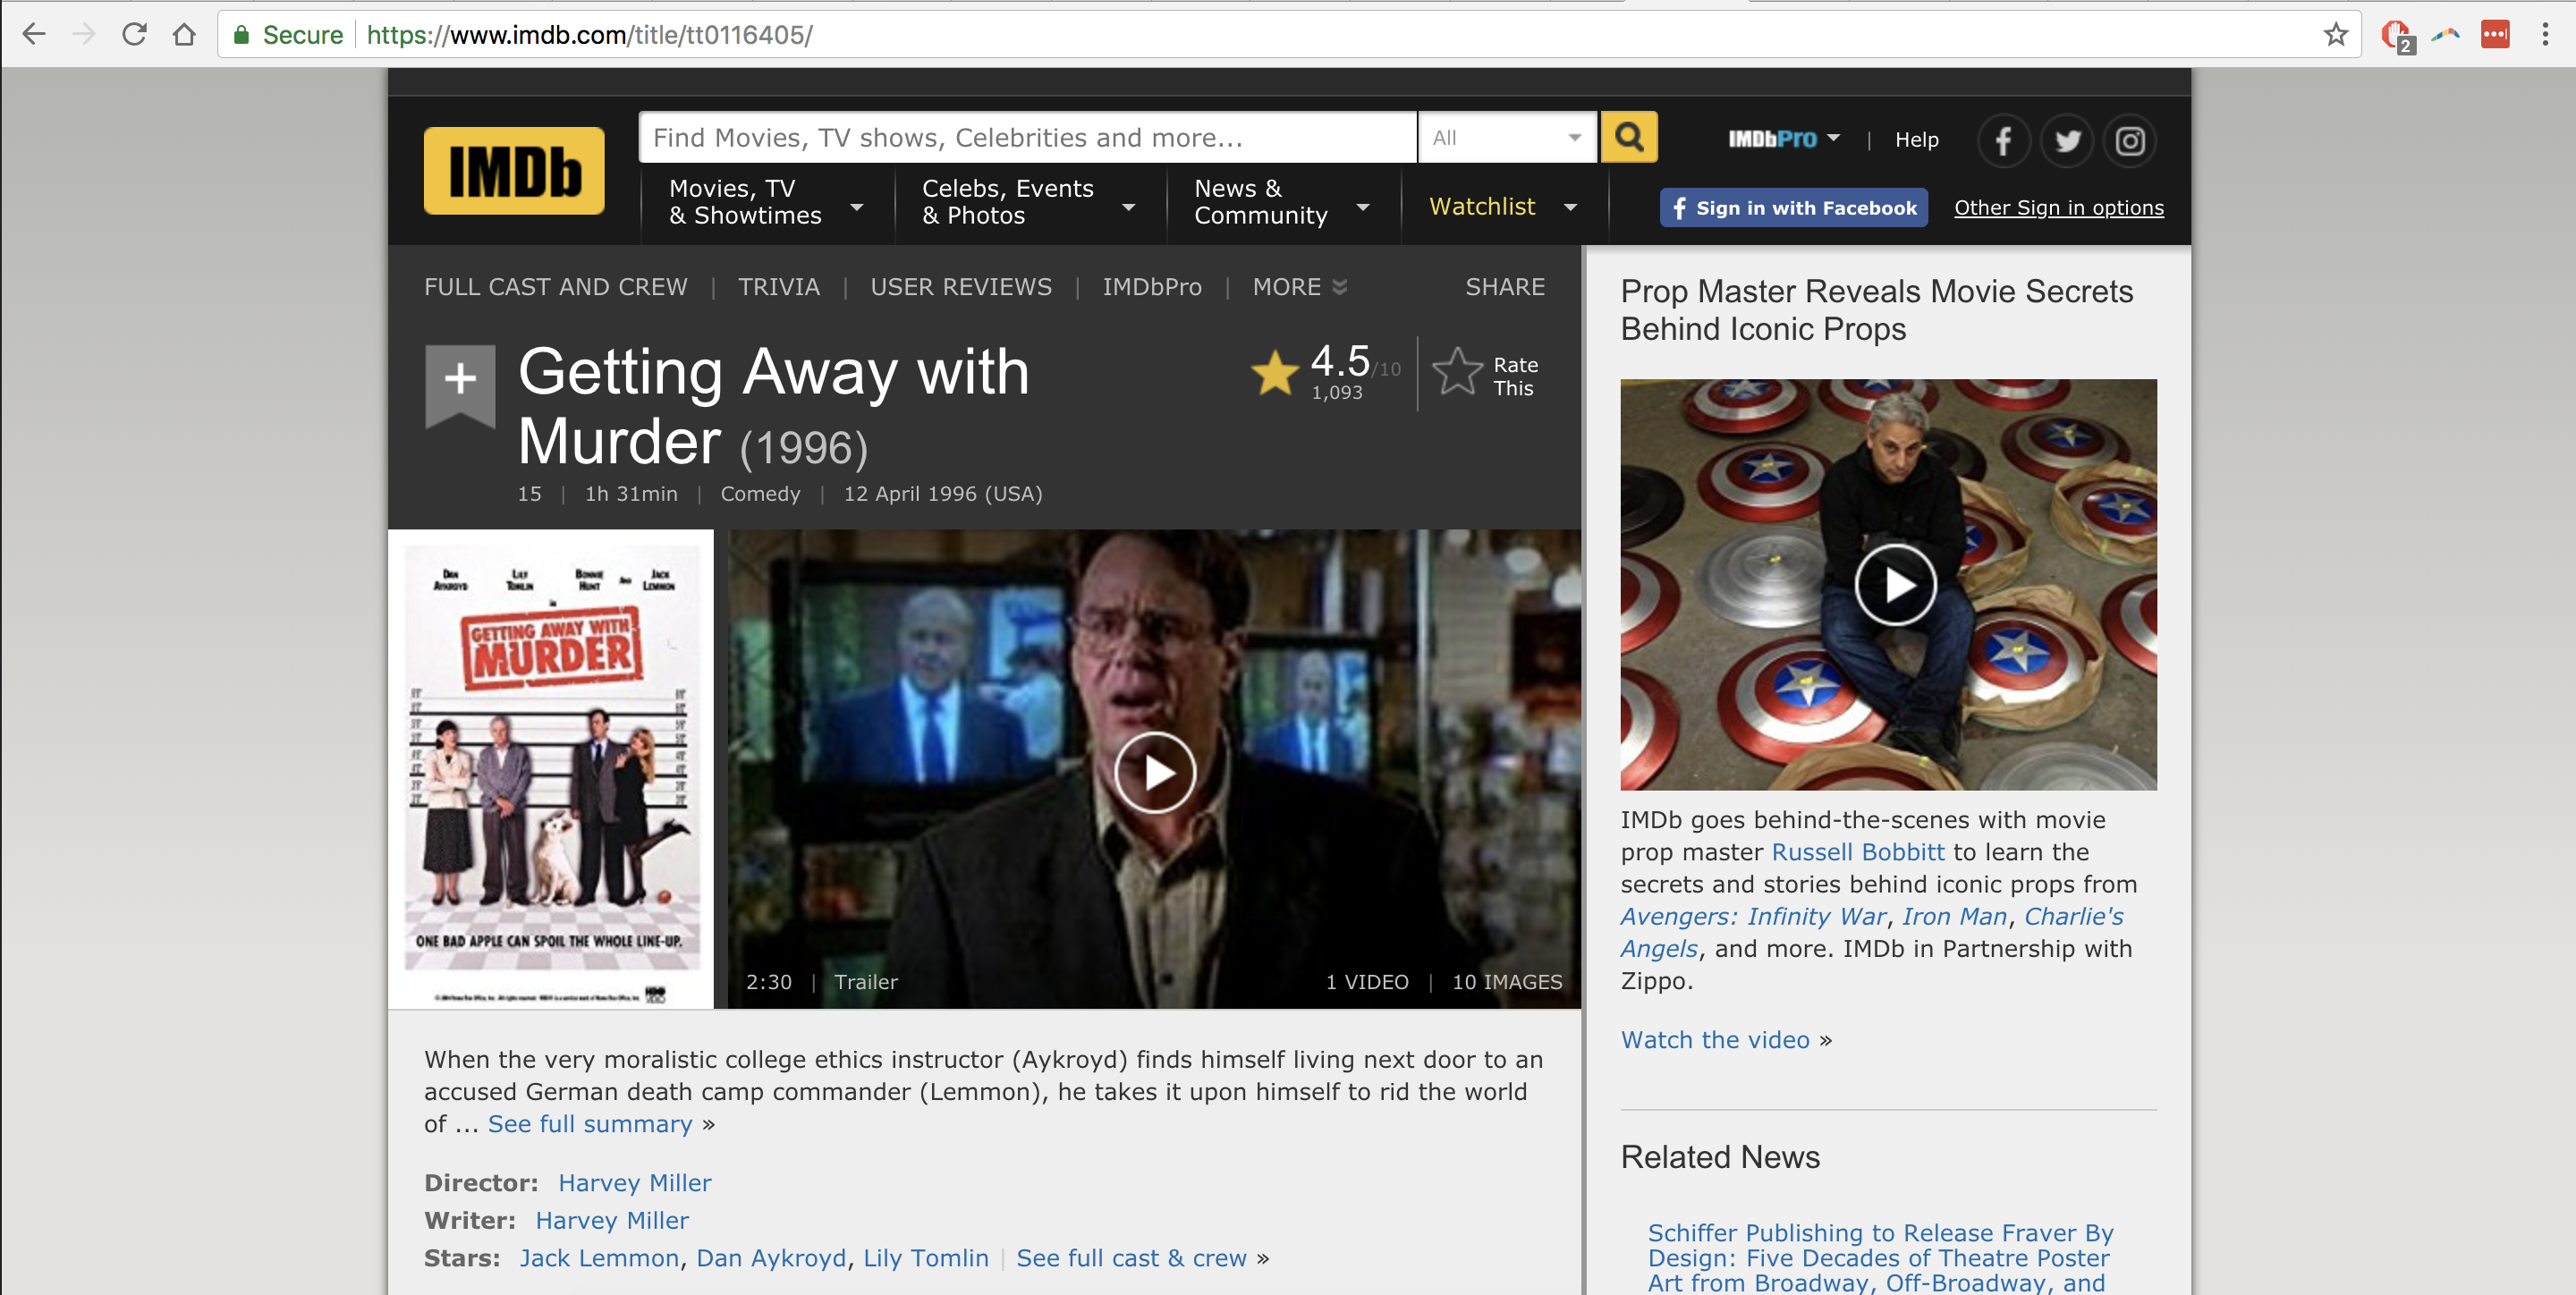 Secure https://www.imdb.com/title/tt0116405/
2
IMDb
Find Movies, TV shows, Celebrities and more...
All
IMDbPro
|
Help
Movies, TV
& Showtimes
Celebs, Events
& Photos
News &
Community
Watchlist
f Sign in with Facebook
Other Sign in options
FULL CAST AND CREW | TRIVIA | USER REVIEWS | IMDbPro | MORE
SHARE
+
Getting Away with
Murder (1996)
4.5/10
1,093
Rate
This
15 | 1h 31min | Comedy | 12 April 1996 (USA)
DAN
AYKROYD
LILY
TOMLIN
BONNIE
HUNT
AND
JACK
LEMMON
in
GETTING AWAY WITH
MURDER
ONE BAD APPLE CAN SPOIL THE WHOLE LINE-UP.
HBO
VIDEO
2:30 | Trailer
1 VIDEO | 10 IMAGES
When the very moralistic college ethics instructor (Aykroyd) finds himself living next door to an
accused German death camp commander (Lemmon), he takes it upon himself to rid the world
of ... See full summary »
Director: Harvey Miller
Writer: Harvey Miller
Stars: Jack Lemmon, Dan Aykroyd, Lily Tomlin | See full cast & crew »
Prop Master Reveals Movie Secrets
Behind Iconic Props
IMDb goes behind-the-scenes with movie
prop master Russell Bobbitt to learn the
secrets and stories behind iconic props from
Avengers: Infinity War, Iron Man, Charlie's
Angels, and more. IMDb in Partnership with
Zippo.
Watch the video »
Related News
Schiffer Publishing to Release Fraver By
Design: Five Decades of Theatre Poster
Art from Broadway, Off-Broadway, and